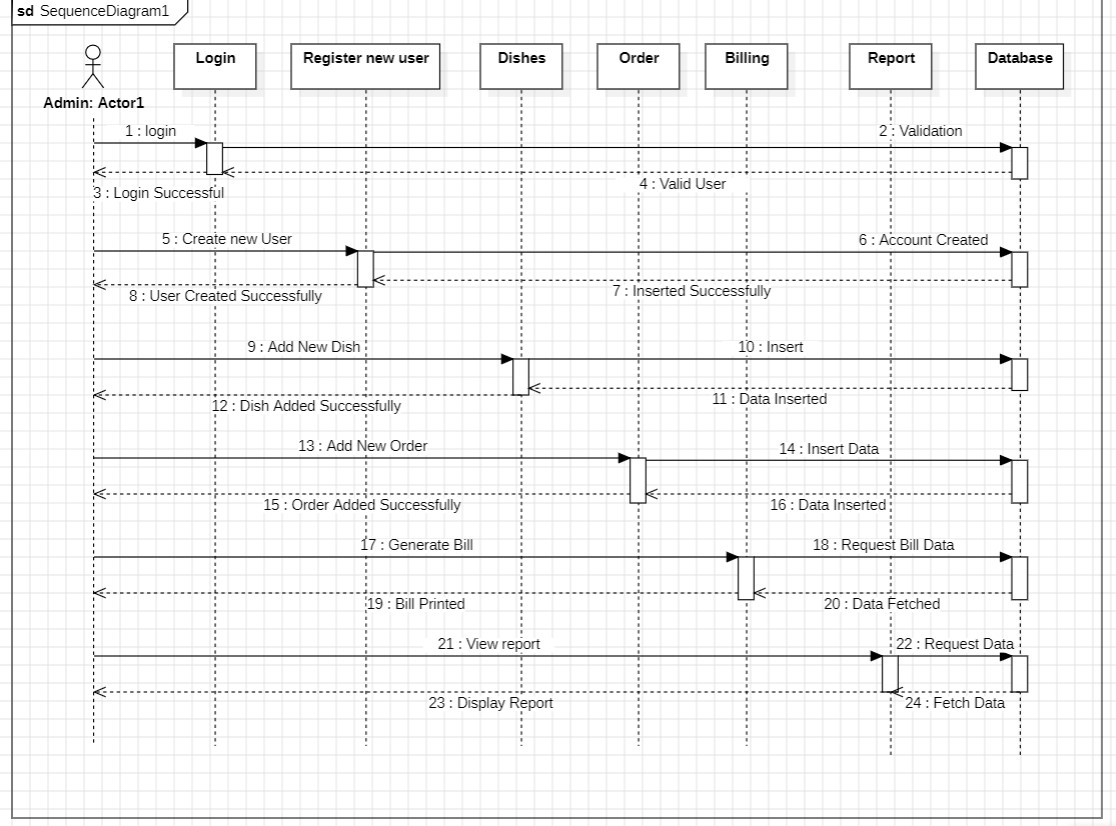 sd SequenceDiagram1
Login
Register new user
Dishes
Order
Billing
Report
Database
Admin: Actor1
1 : login
2 : Validation
3 : Login Successful
4 : Valid User
5 : Create new User
6 : Account Created
7 : Inserted Successfully
8 : User Created Successfully
9 : Add New Dish
10 : Insert
11 : Data Inserted
12 : Dish Added Successfully
13 : Add New Order
14 : Insert Data
15 : Order Added Successfully
16 : Data Inserted
17 : Generate Bill
18 : Request Bill Data
19 : Bill Printed
20 : Data Fetched
21 : View report
22 : Request Data
23 : Display Report
24 : Fetch Data